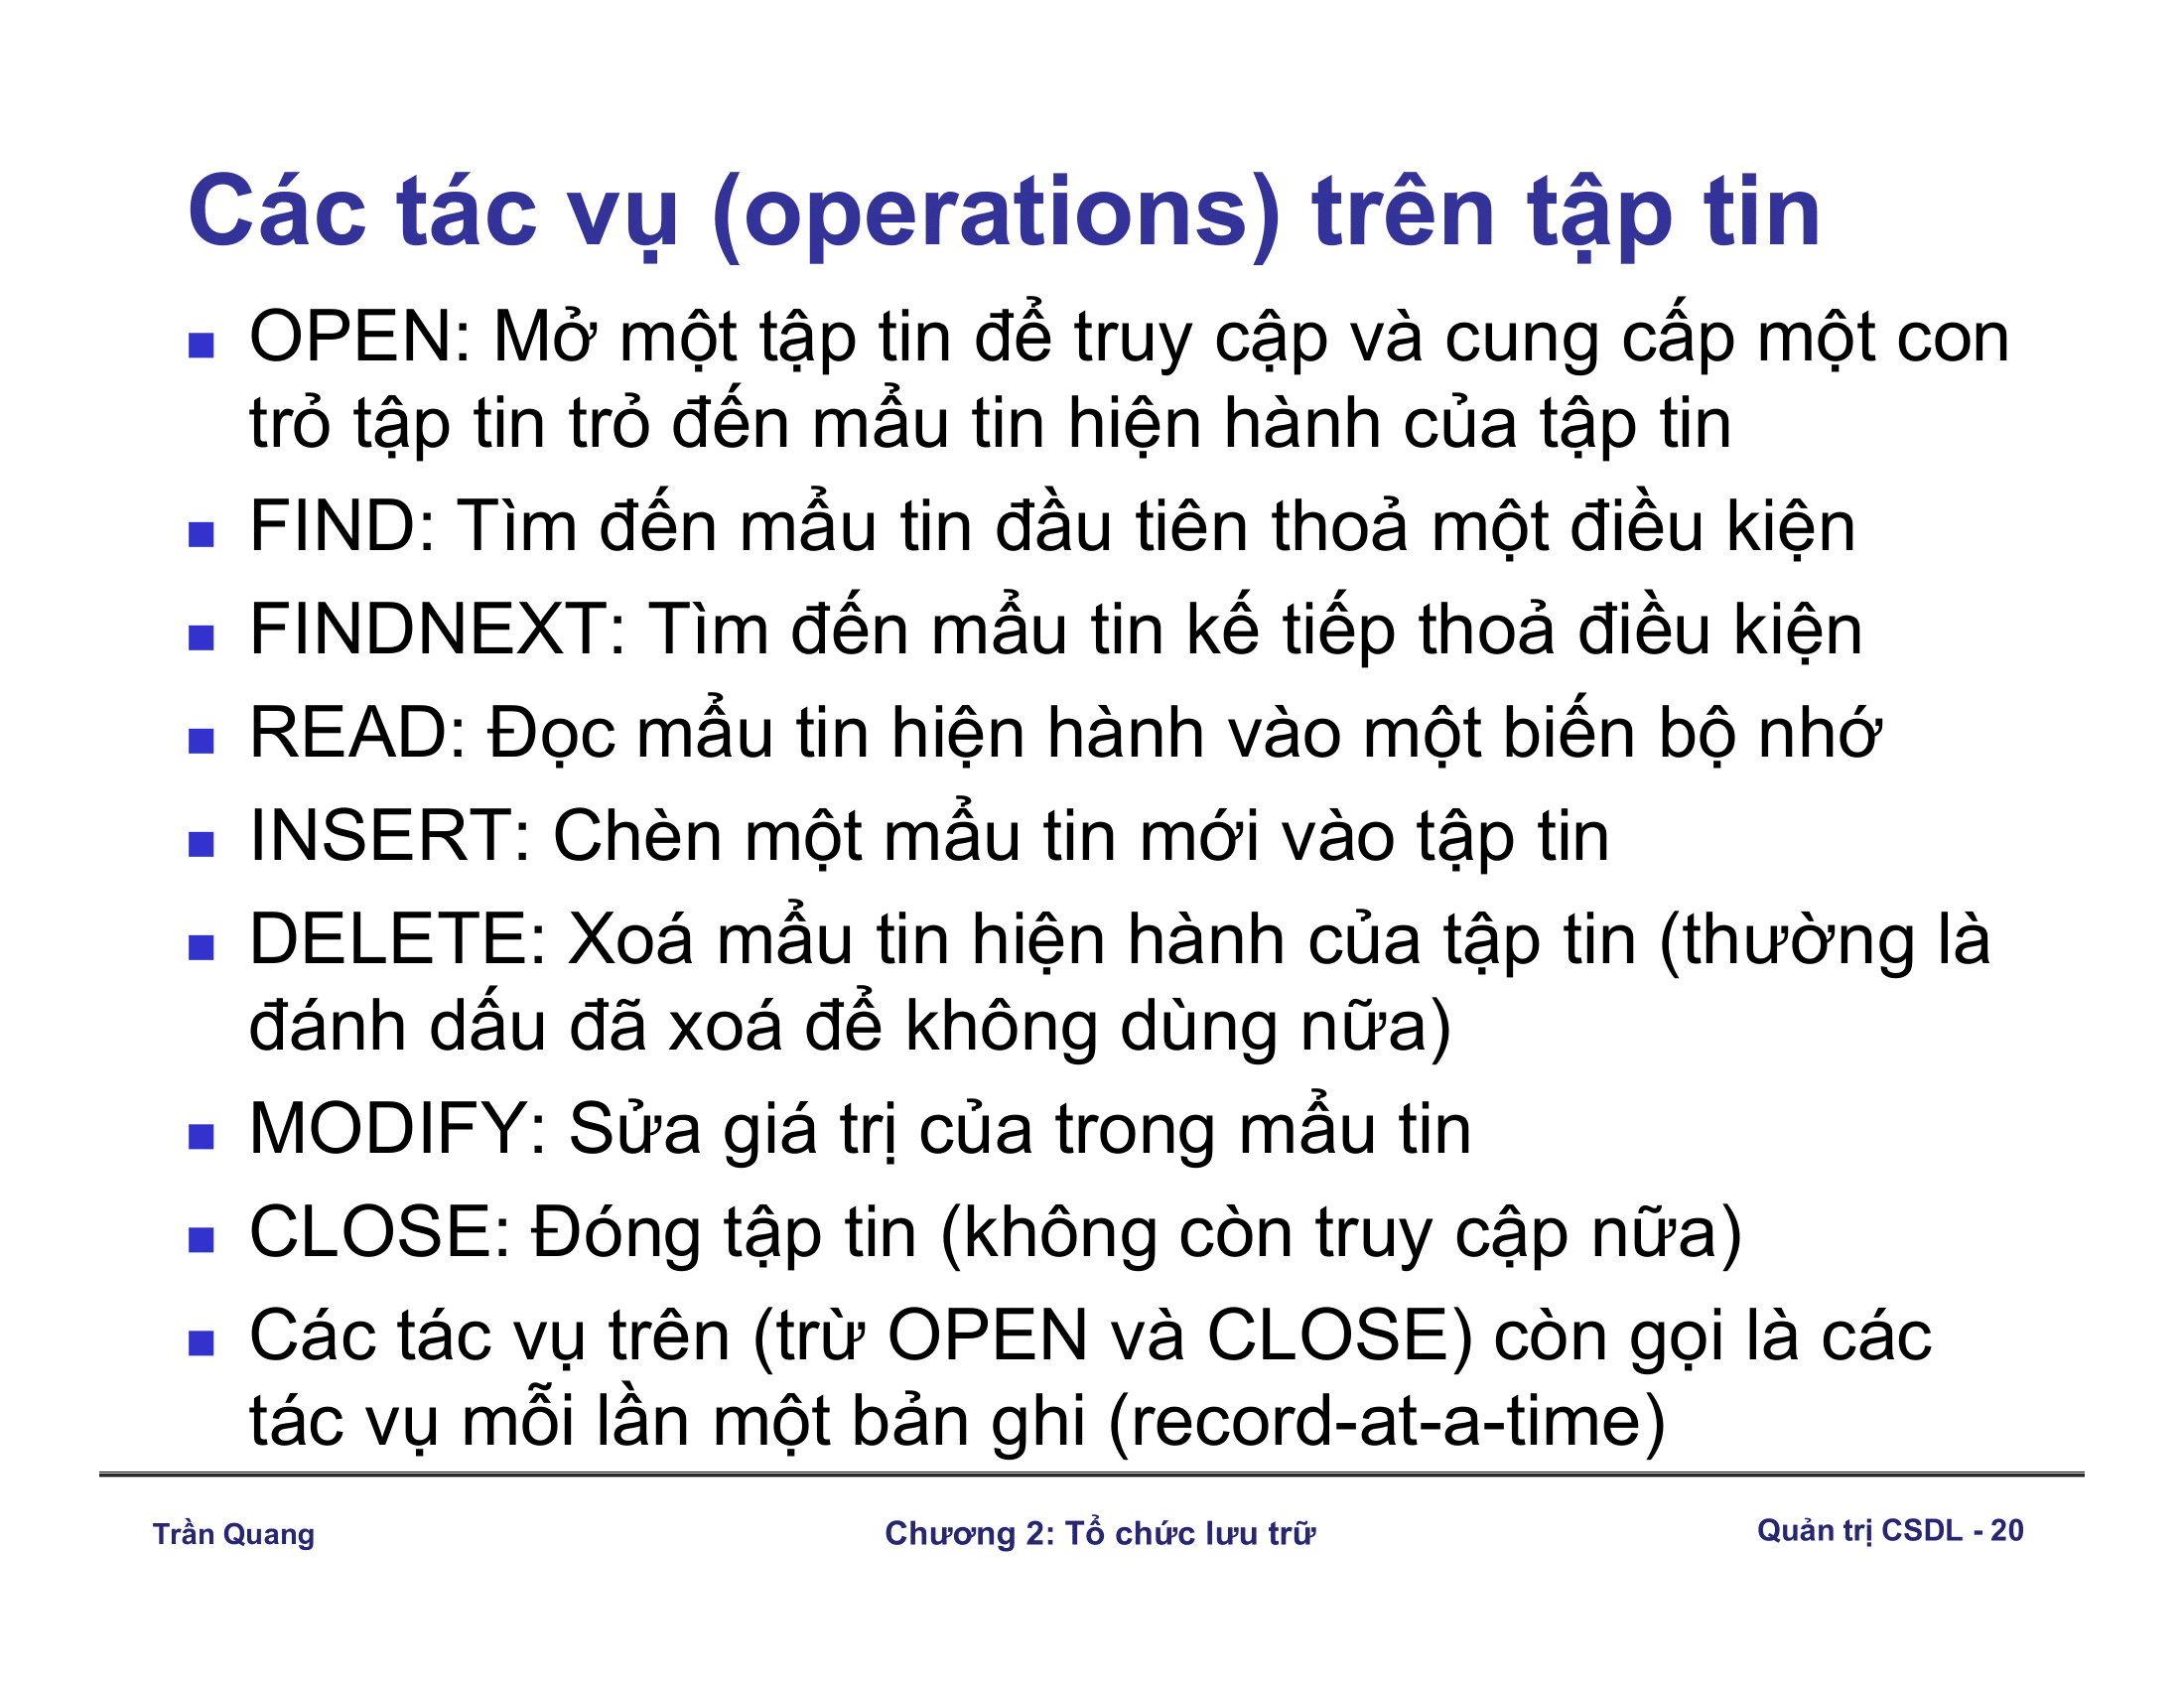 Các tác vụ (operations) trên tập tin
OPEN: Mở một tập tin để truy cập và cung cấp một con
trỏ tập tin trỏ đến mẩu tin hiện hành của tập tin
FIND: Tìm đến mẩu tin đầu tiên thoả một điều kiện
FINDNEXT: Tìm đến mẩu tin kế tiếp thoả điều kiện
READ: Đọc mẩu tin hiện hành vào một biến bộ nhớ
INSERT: Chèn một mẩu tin mới vào tập tin
DELETE: Xoá mẩu tin hiện hành của tập tin (thường là
đánh dấu đã xoá để không dùng nữa)
MODIFY: Sửa giá trị của trong mẩu tin
CLOSE: Đóng tập tin (không còn truy cập nữa)
Các tác vụ trên (trừ OPEN và CLOSE) còn gọi là các
tác vụ mỗi lần một bản ghi (record-at-a-time)
Trần Quang
Chương 2: Tổ chức lưu trữ
Quản trị CSDL - 20